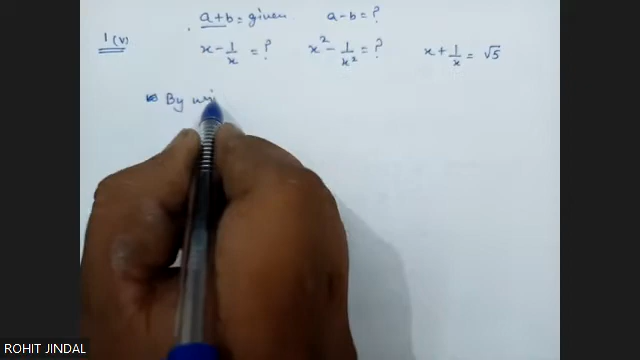 a+b = given a-b = ?
1(v) x - 1/x = ? x² - 1/x² = ? x + 1/x = √5
By
ROHIT JINDAL